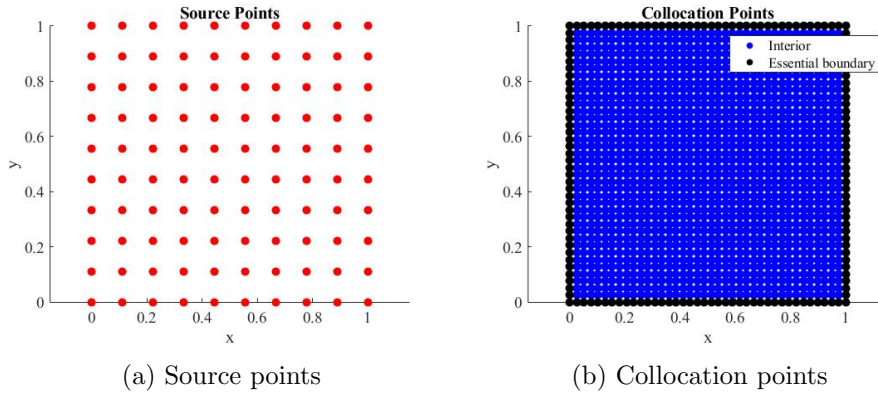 Source Points
1
0.8
0.6
y
0.4
0.2
0
0 0.2 0.4 0.6 0.8 1
x
(a) Source points
Collocation Points
Interior
Essential boundary
1
0.8
0.6
y
0.4
0.2
0
0 0.2 0.4 0.6 0.8 1
x
(b) Collocation points